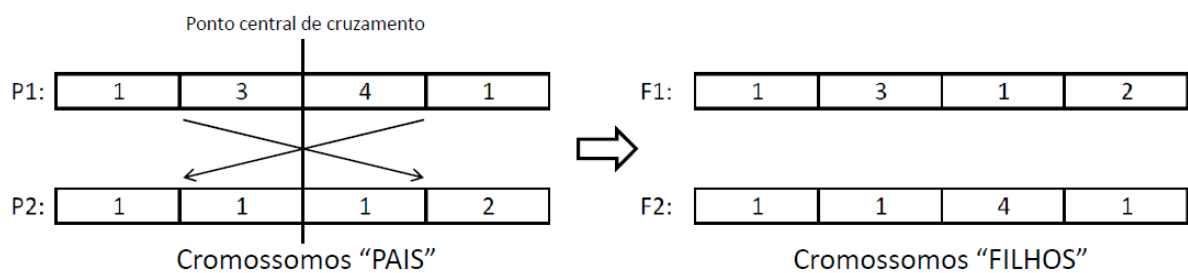 Ponto central de cruzamento
P1: 1 3 4 1 F1: 1 3 1 2
P2: 1 1 1 2 F2: 1 1 4 1
Cromossomos “PAIS” Cromossomos “FILHOS”